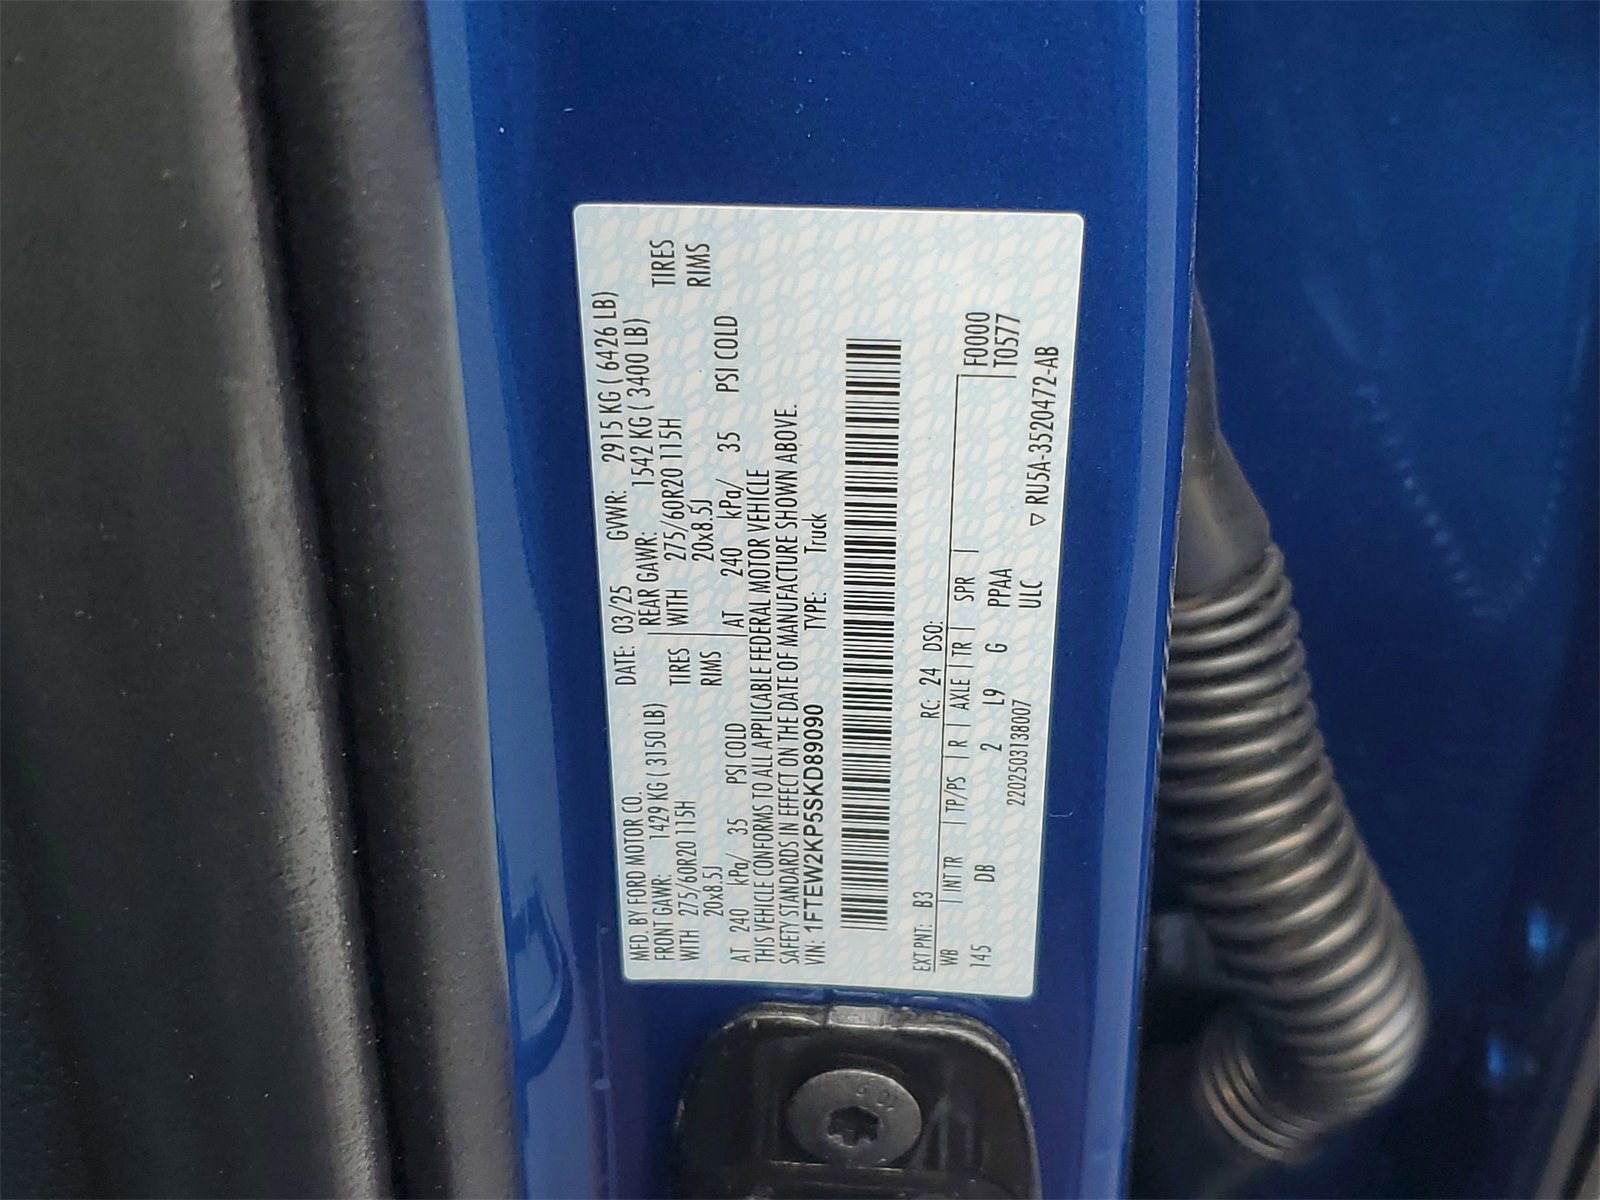 MFD. BY FORD MOTOR CO.
DATE: 03/25 GVWR: 2915 KG ( 6426 LB)
FRONT GAWR: 1429 KG ( 3150 LB) REAR GAWR: 1542 KG ( 3400 LB)
WITH 275/60R20 115H TIRES WITH 275/60R20 115H TIRES
20x8.5J RIMS 20x8.5J RIMS
AT 240 kPa/ 35 PSI COLD AT 240 kPa/ 35 PSI COLD
THIS VEHICLE CONFORMS TO ALL APPLICABLE FEDERAL MOTOR VEHICLE
SAFETY STANDARDS IN EFFECT ON THE DATE OF MANUFACTURE SHOWN ABOVE.
VIN: 1FTEW2KP5SKD89090 TYPE: Truck
EXT PNT: B3 RC: 24 DSO: F0000
WB INT TR TP/PS R AXLE TR SPR T0577
145 DB 2 L9 G PPAA
2202503138007 ULC ▽ RU5A-3520472-AB